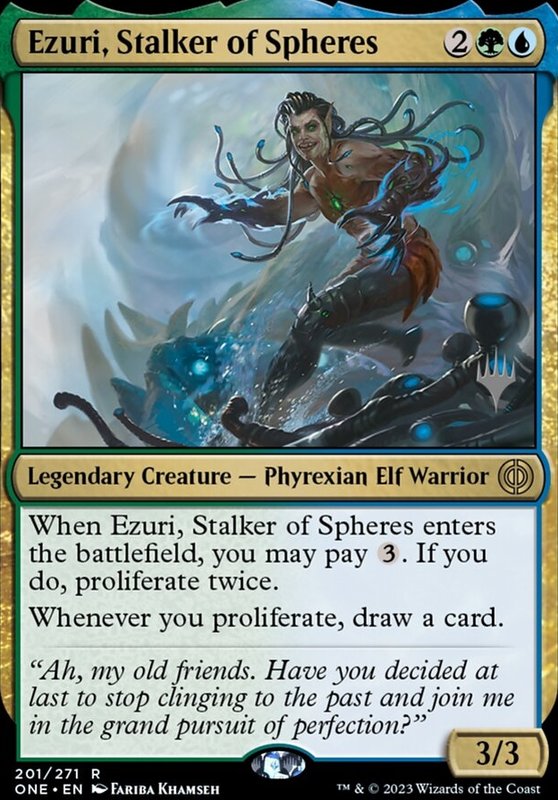 Ezuri, Stalker of Spheres 2
Legendary Creature — Phyrexian Elf Warrior
When Ezuri, Stalker of Spheres enters
the battlefield, you may pay 3. If you
do, proliferate twice.
Whenever you proliferate, draw a card.
“Ah, my old friends. Have you decided at
last to stop clinging to the past and join me
in the grand pursuit of perfection?”
3/3
201/271 R
ONE • EN Fariba Khamseh
™ & © 2023 Wizards of the Coast